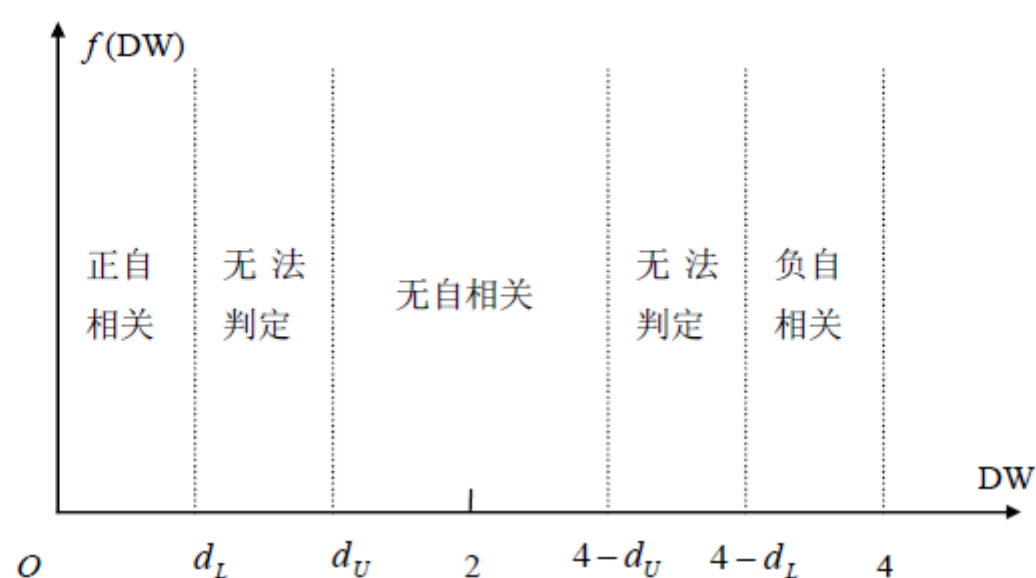 f(DW)
正自
相关
无 法
判定
无自相关
无 法
判定
负自
相关
DW
O
d_L
d_U
2
4-d_U
4-d_L
4